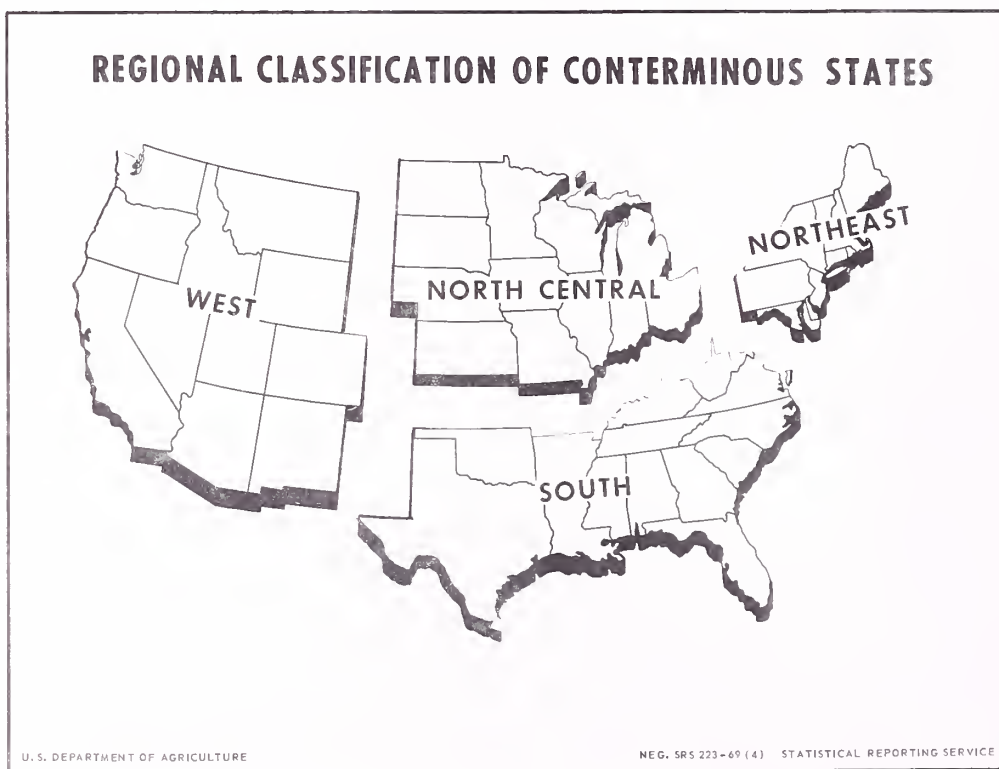 REGIONAL CLASSIFICATION OF CONTERMINOUS STATES
NORTHEAST
WEST
NORTH CENTRAL
SOUTH
U.S. DEPARTMENT OF AGRICULTURE
NEG. SRS 223-69 (4) STATISTICAL REPORTING SERVICE